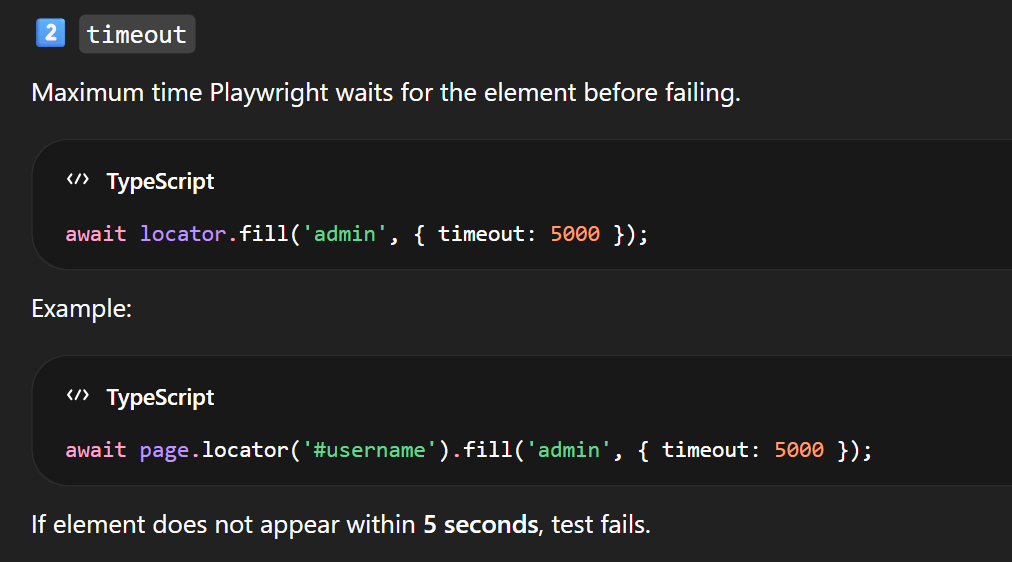 2 timeout
Maximum time Playwright waits for the element before failing.
</> TypeScript
await locator.fill('admin', { timeout: 5000 });
Example:
</> TypeScript
await page.locator('#username').fill('admin', { timeout: 5000 });
If element does not appear within 5 seconds, test fails.